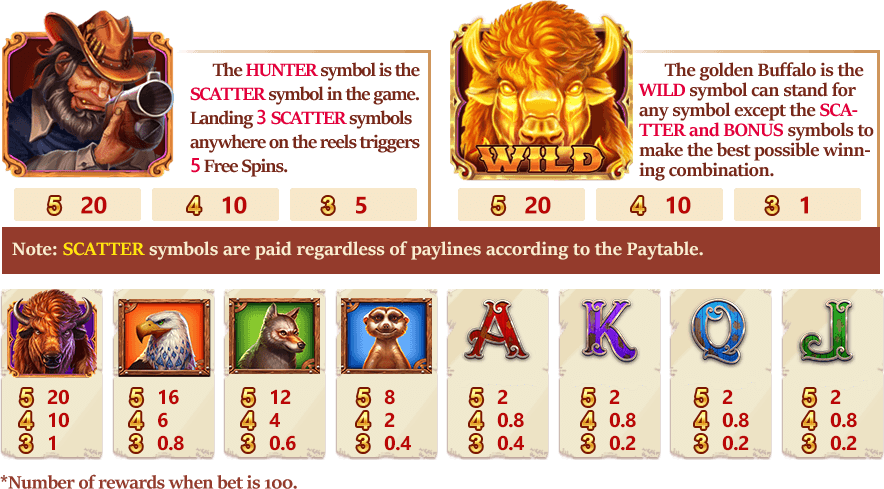 The HUNTER symbol is the
SCATTER symbol in the game.
Landing 3 SCATTER symbols
anywhere on the reels triggers
5 Free Spins.
5 20
4 10
3 5
WILD
The golden Buffalo is the
WILD symbol can stand for
any symbol except the SCA-
TTER and BONUS symbols to
make the best possible winn-
ing combination.
5 20
4 10
3 1
Note: SCATTER symbols are paid regardless of paylines according to the Paytable.
5 20
4 10
3 1
5 16
4 6
3 0.8
5 12
4 4
3 0.6
5 8
4 2
3 0.4
A
5 2
4 0.8
3 0.4
K
5 2
4 0.8
3 0.2
Q
5 2
4 0.8
3 0.2
J
5 2
4 0.8
3 0.2
*Number of rewards when bet is 100.